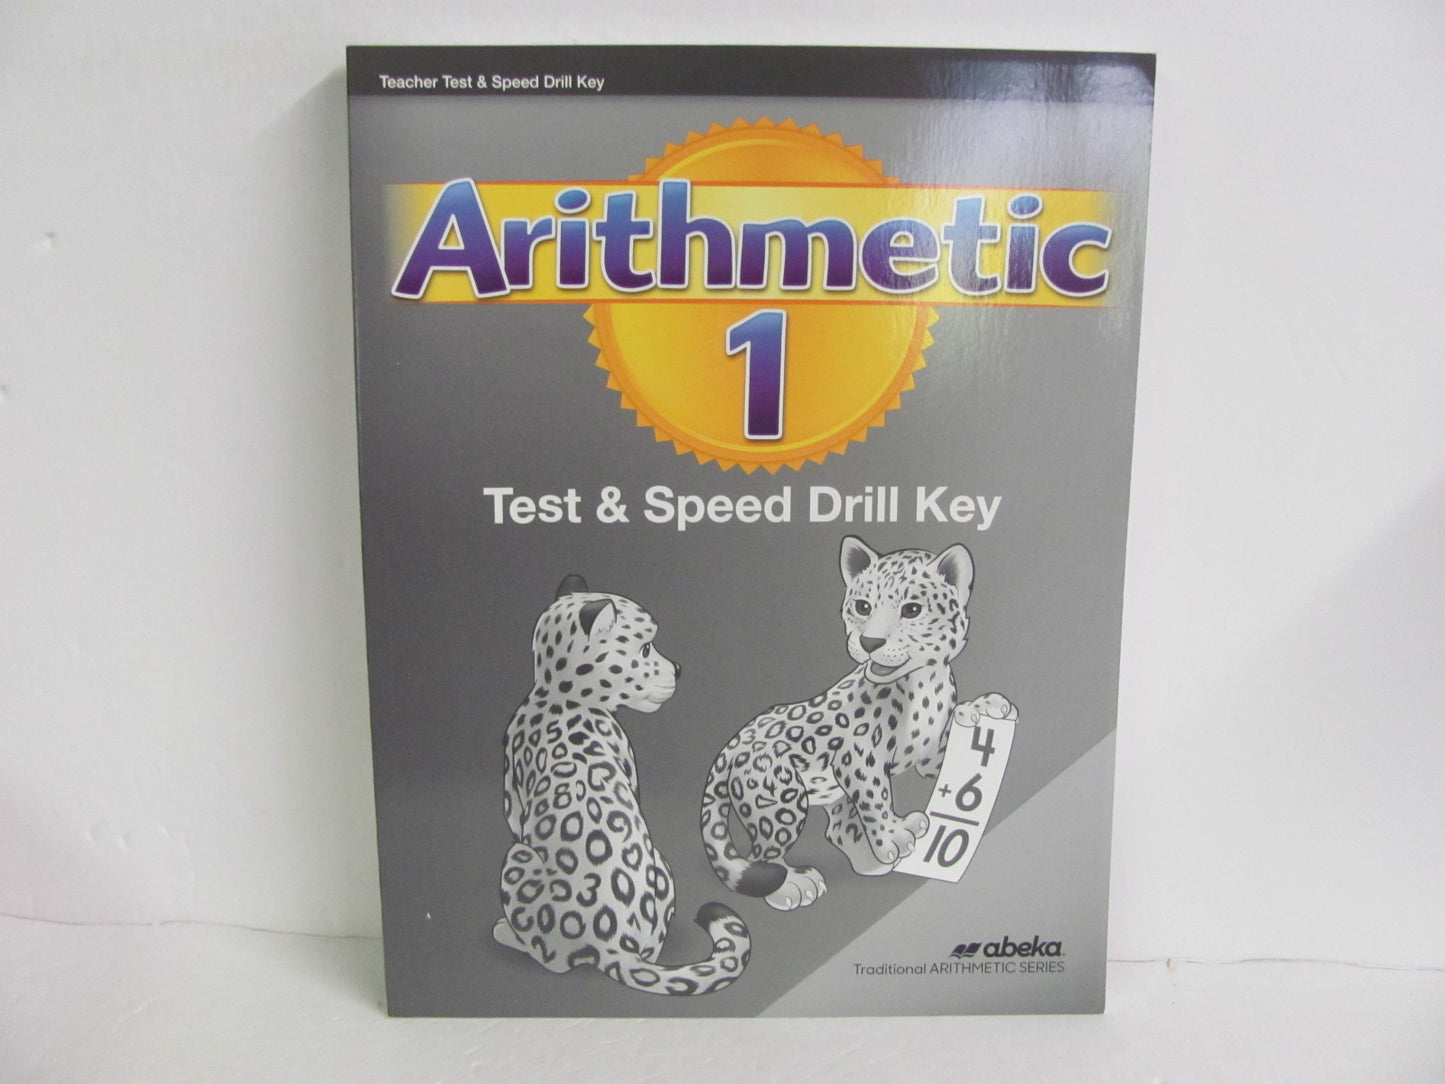 Teacher Test & Speed Drill Key
Arithmetic
1
Test & Speed Drill Key
4
+ 6
10
abeka
Traditional ARITHMETIC SERIES